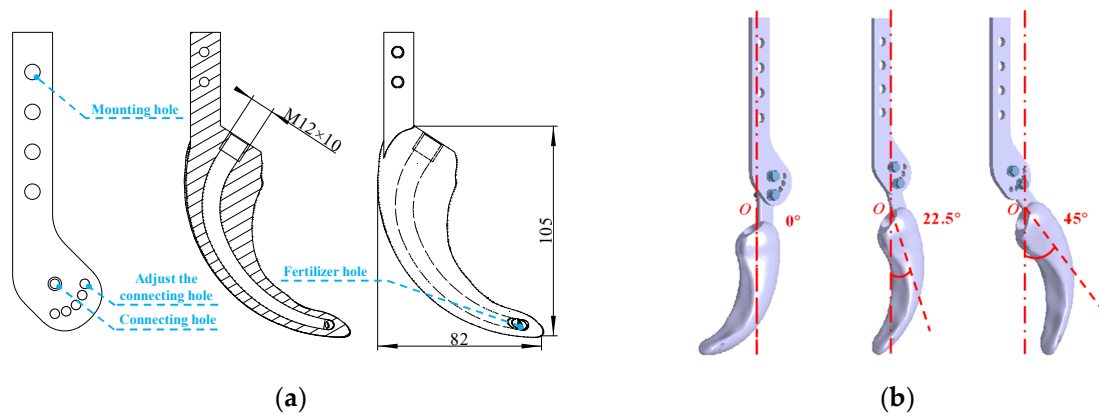 Mounting hole
Adjust the
connecting hole
Connecting hole
M12×10
Fertilizer hole
105
82
(a)
O
0°
O
22.5°
O
45°
(b)